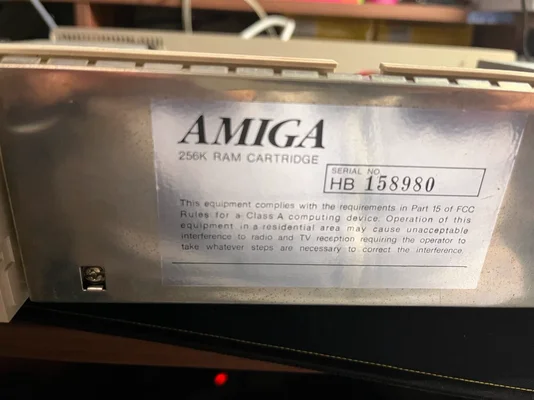 AMIGA
256K RAM CARTRIDGE
SERIAL NO.
HB 158980
This equipment complies with the requirements in Part 15 of FCC
Rules for a Class A computing device. Operation of this
equipment in a residential area may cause unacceptable
interference to radio and TV reception requiring the operator to
take whatever steps are necessary to correct the interference.